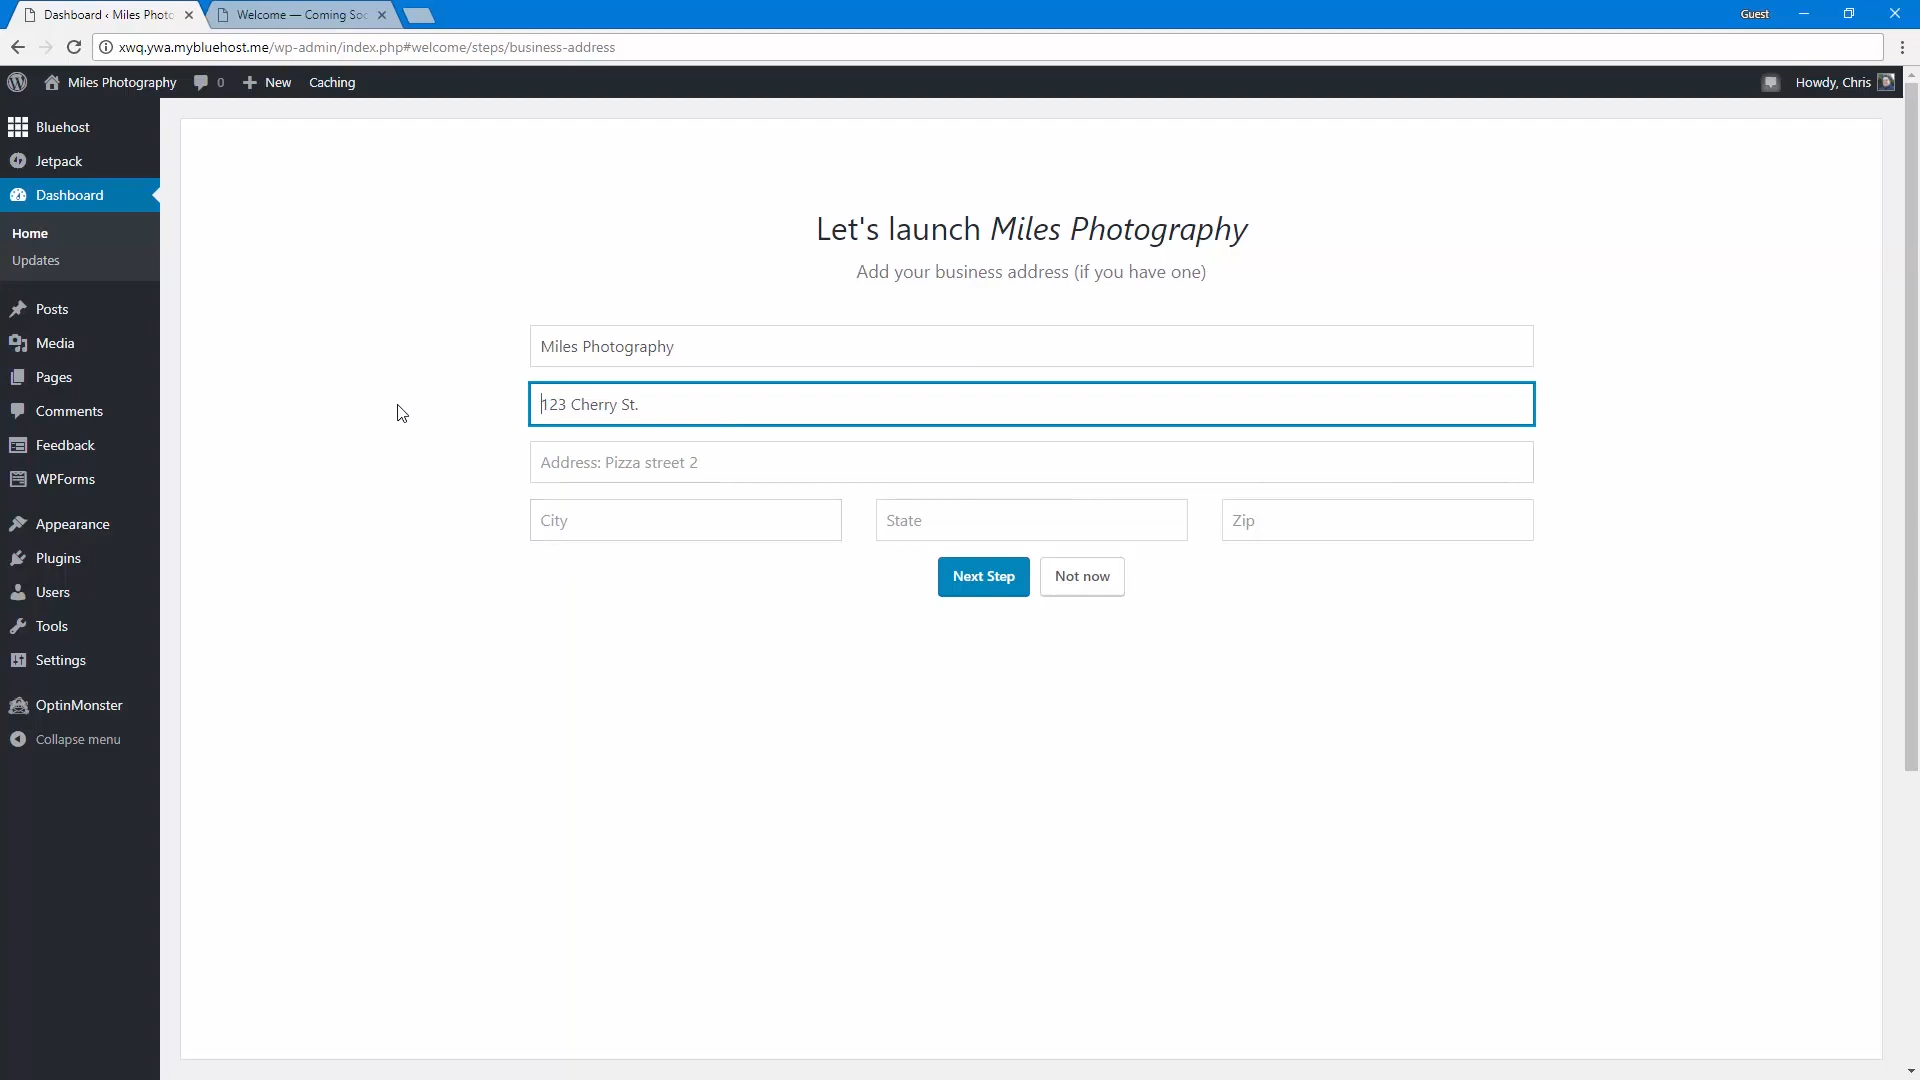 Dashboard ‹ Miles Photo
Welcome — Coming Soo
Guest
xwq.ywa.mybluehost.me/wp-admin/index.php#welcome/steps/business-address
Miles Photography
0
New
Caching
Howdy, Chris
Bluehost
Jetpack
Dashboard
Home
Updates
Posts
Media
Pages
Comments
Feedback
WPForms
Appearance
Plugins
Users
Tools
Settings
OptinMonster
Collapse menu
Let's launch Miles Photography
Add your business address (if you have one)
Miles Photography
123 Cherry St.
Address: Pizza street 2
City
State
Zip
Next Step
Not now